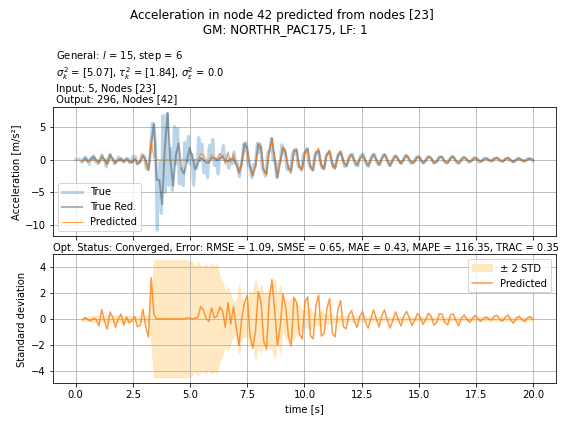 Acceleration in node 42 predicted from nodes [23]
GM: NORTHR_PAC175, LF: 1
General: l = 15, step = 6
σ²ₖ = [5.07], τ²ₖ = [1.84], σ²ε = 0.0
Input: 5, Nodes [23]
Output: 296, Nodes [42]
Acceleration [m/s²]
5
0
−5
−10
True
True Red.
Predicted
Opt. Status: Converged, Error: RMSE = 1.09, SMSE = 0.65, MAE = 0.43, MAPE = 116.35, TRAC = 0.35
Standard deviation
4
2
0
−2
−4
± 2 STD
Predicted
0.0 2.5 5.0 7.5 10.0 12.5 15.0 17.5 20.0
time [s]